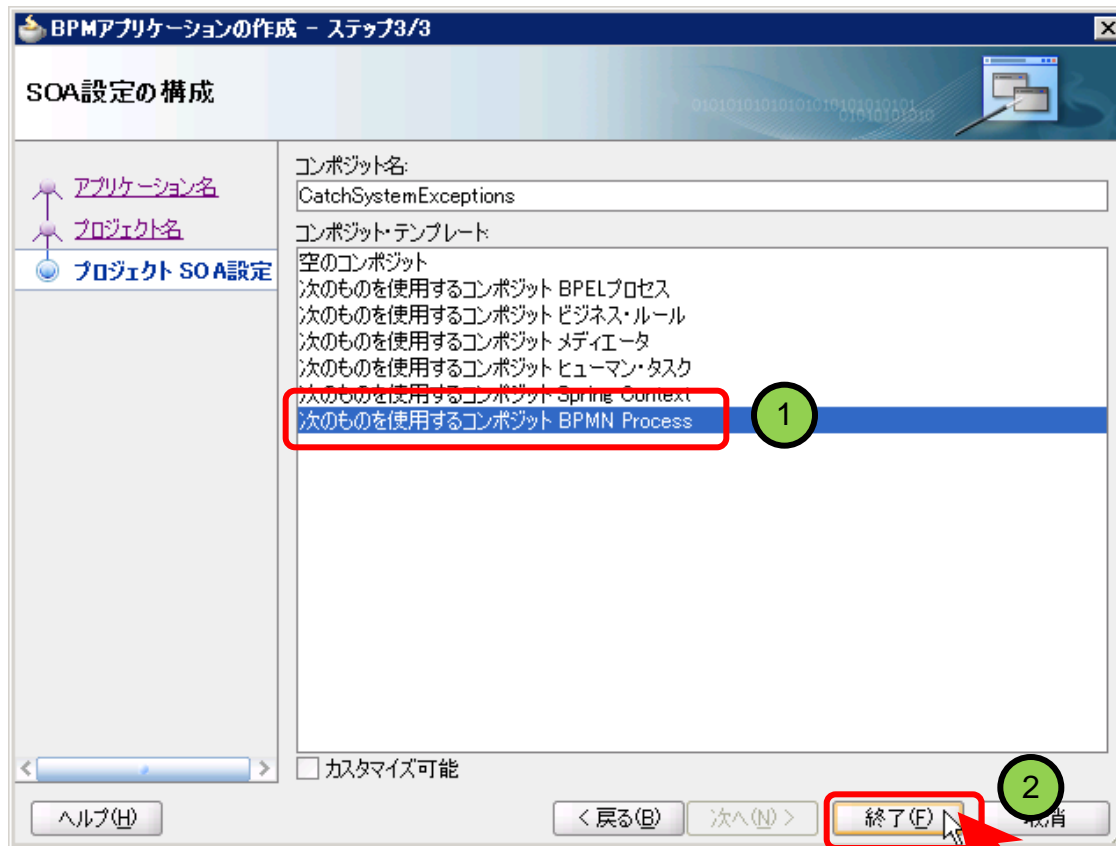 BPMアプリケーションの作成 - ステップ3/3
SOA設定の構成
アプリケーション名
プロジェクト名
プロジェクト SOA設定
コンポジット名:
CatchSystemExceptions
コンポジット・テンプレート:
空のコンポジット
次のものを使用するコンポジット BPELプロセス
次のものを使用するコンポジット ビジネス・ルール
次のものを使用するコンポジット メディエータ
次のものを使用するコンポジット ヒューマン・タスク
次のものを使用するコンポジット Spring Context
次のものを使用するコンポジット BPMN Process
1
カスタマイズ可能
2
ヘルプ(H)
< 戻る(B)
次へ(N) >
終了(F)
取消